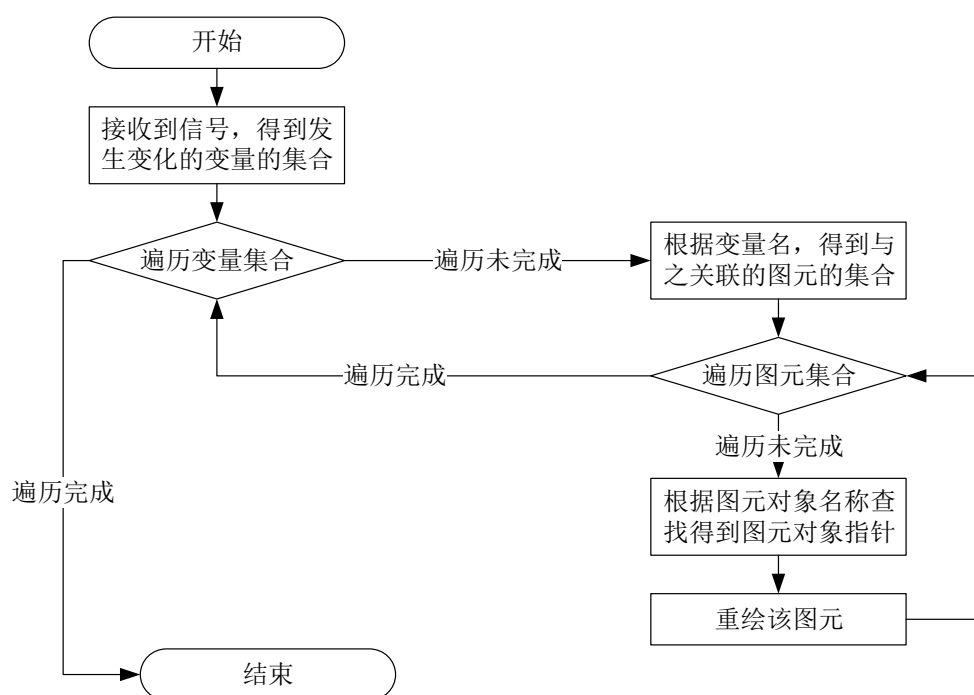 开始
接收到信号，得到发
生变化的变量的集合
遍历变量集合
遍历未完成
根据变量名，得到与
之关联的图元的集合
遍历完成
遍历图元集合
遍历未完成
遍历完成
根据图元对象名称查
找得到图元对象指针
重绘该图元
结束